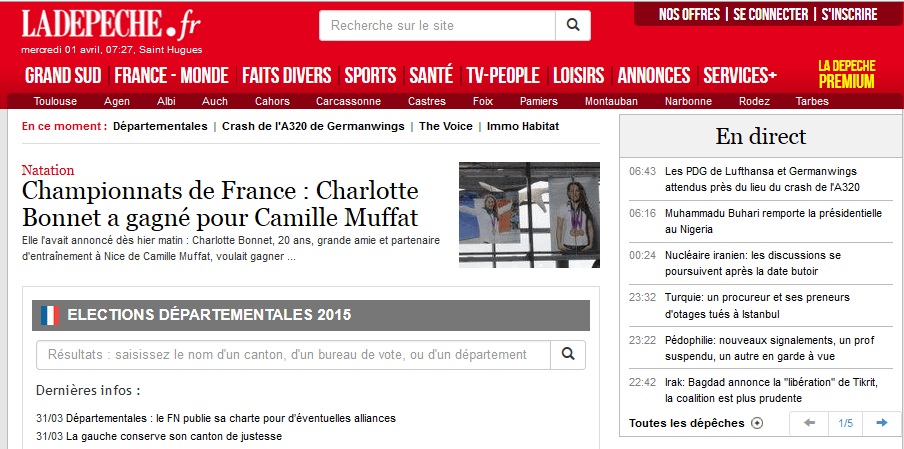 LADEPECHE.fr
mercredi 01 avril, 07:27, Saint Hugues
Recherche sur le site
NOS OFFRES | SE CONNECTER | S'INSCRIRE
GRAND SUD | FRANCE - MONDE | FAITS DIVERS | SPORTS | SANTÉ | TV-PEOPLE | LOISIRS | ANNONCES | SERVICES+
LA DEPECHE
PREMIUM
Toulouse Agen Albi Auch Cahors Carcassonne Castres Foix Pamiers Montauban Narbonne Rodez Tarbes
En ce moment : Départementales | Crash de l'A320 de Germanwings | The Voice | Immo Habitat
Natation
Championnats de France : Charlotte
Bonnet a gagné pour Camille Muffat
Elle l'avait annoncé dès hier matin : Charlotte Bonnet, 20 ans, grande amie et partenaire
d'entraînement à Nice de Camille Muffat, voulait gagner ...
ELECTIONS DÉPARTEMENTALES 2015
Résultats : saisissez le nom d'un canton, d'un bureau de vote, ou d'un département
Dernières infos :
31/03 Départementales : le FN publie sa charte pour d'éventuelles alliances
31/03 La gauche conserve son canton de justesse
En direct
06:43 Les PDG de Lufthansa et Germanwings
attendus près du lieu du crash de l'A320
06:16 Muhammadu Buhari remporte la présidentielle
au Nigeria
00:24 Nucléaire iranien: les discussions se
poursuivent après la date butoir
23:32 Turquie: un procureur et ses preneurs
d'otages tués à Istanbul
23:22 Pédophilie: nouveaux signalements, un prof
suspendu, un autre en garde à vue
22:42 Irak: Bagdad annonce la "libération" de Tikrit,
la coalition est plus prudente
Toutes les dépêches 1/5